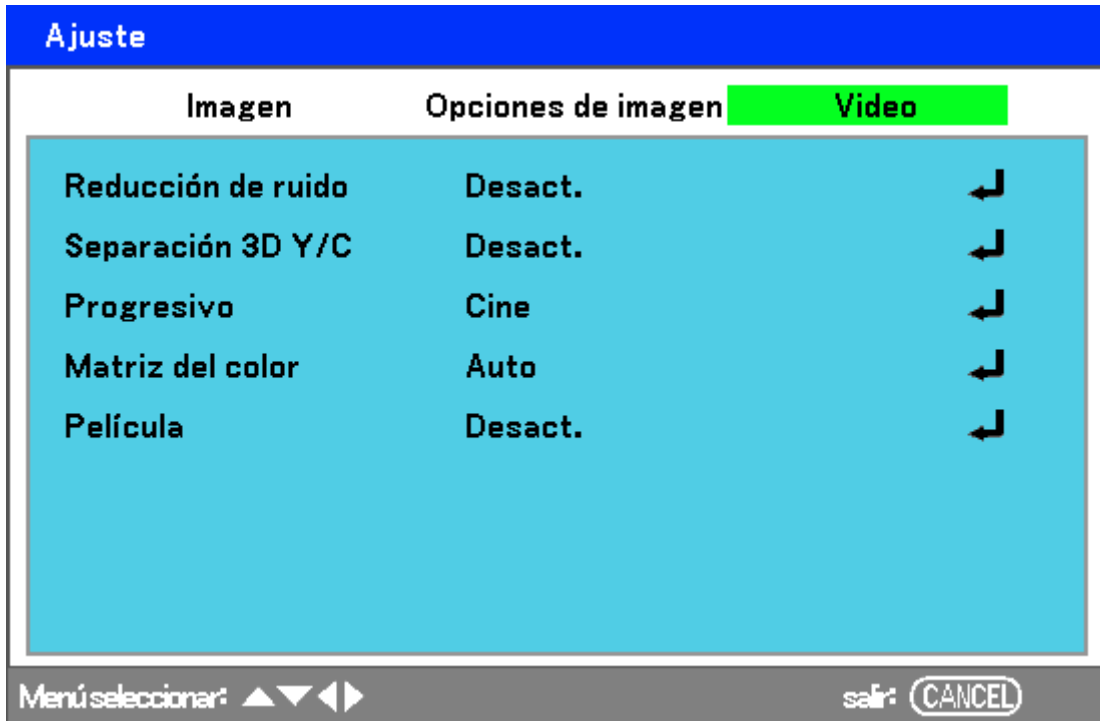 Ajuste
Imagen Opciones de imagen Video
Reducción de ruido Desact.
Separación 3D Y/C Desact.
Progresivo Cine
Matriz del color Auto
Película Desact.
Menú seleccionar: salir: CANCEL